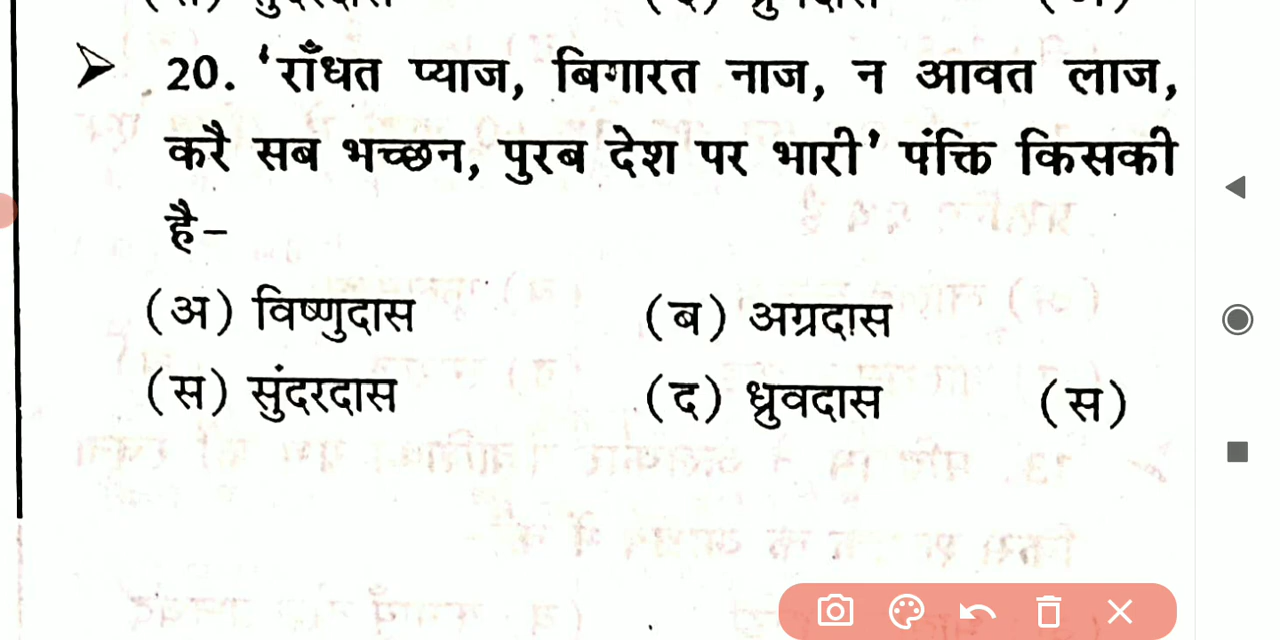 20. 'राँधत प्याज, बिगारत नाज, न आवत लाज,
करै सब भच्छन, पुरब देश पर भारी' पंक्ति किसकी
है-
(अ) विष्णुदास (ब) अग्रदास
(स) सुंदरदास (द) ध्रुवदास (स)